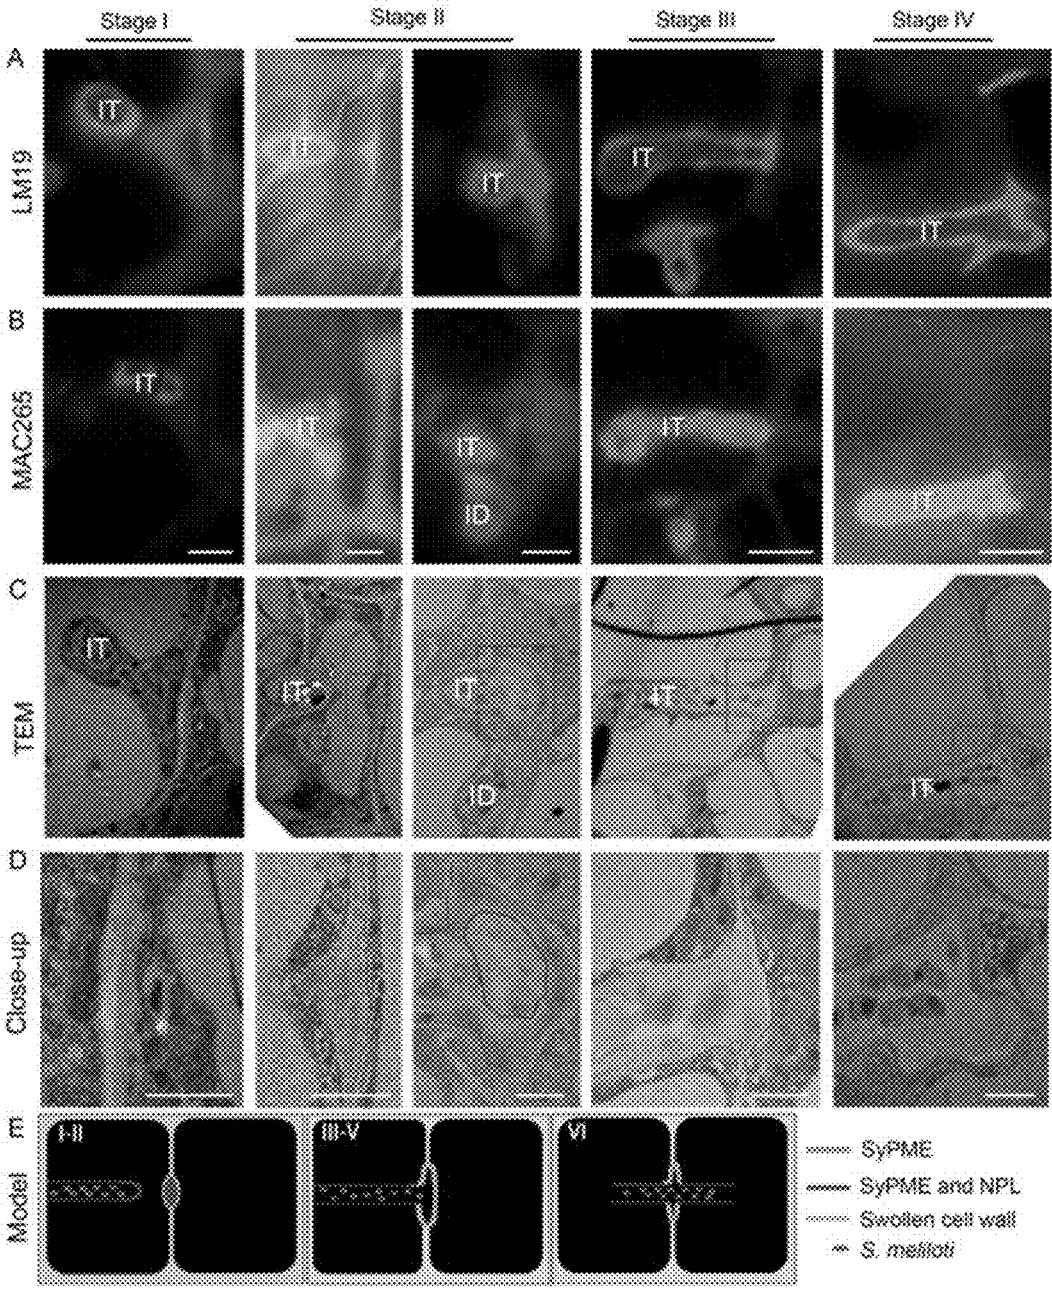 Stage I Stage II Stage III Stage IV
A
LM19
IT IT IT IT IT
B
MAC265
IT IT IT IT IT
ID
C
TEM
IT IT IT IT IT
ID
D
Close-up
E
Model
I-II III-V VI
SyPME
SyPME and NPL
Swollen cell wall
S. meliloti